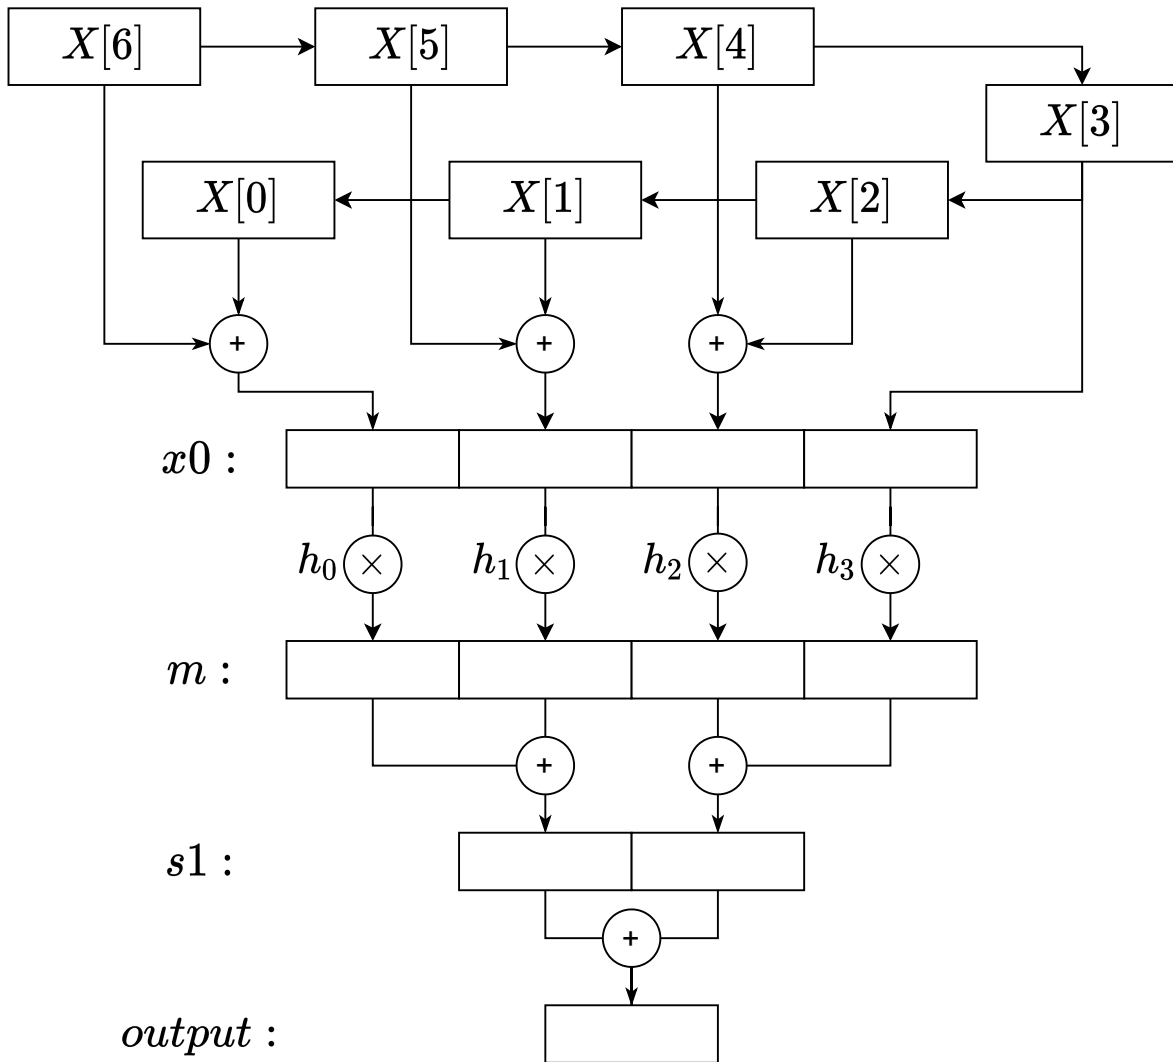 X[6] X[5] X[4]
X[3]
X[0] X[1] X[2]
+ + +
x0 :
h₀ × h₁ × h₂ × h₃ ×
m :
+ +
s1 :
+
output :